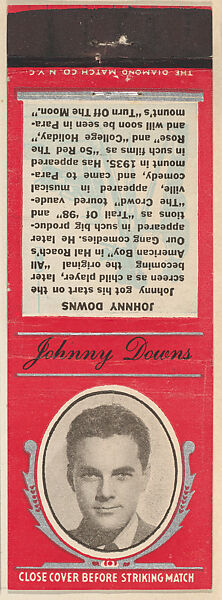 THE DIAMOND MATCH CO. N.Y.C.
JOHNNY DOWNS
Johnny got his start on the
screen as a child player, later
becoming the original "All
American Boy" in Hal Roach's
Our Gang comedies. He later
appeared in such big produc-
tions as "Trail Of '98" and
"The Crowd" toured vaude-
ville, appeared in musical
comedy, and came to Para-
mount in 1935. Has appeared
in such films as "So Red The
Rose" and "College Holiday",
and will soon be seen in Para-
mount's "Turn Off The Moon."
Johnny Downs
CLOSE COVER BEFORE STRIKING MATCH